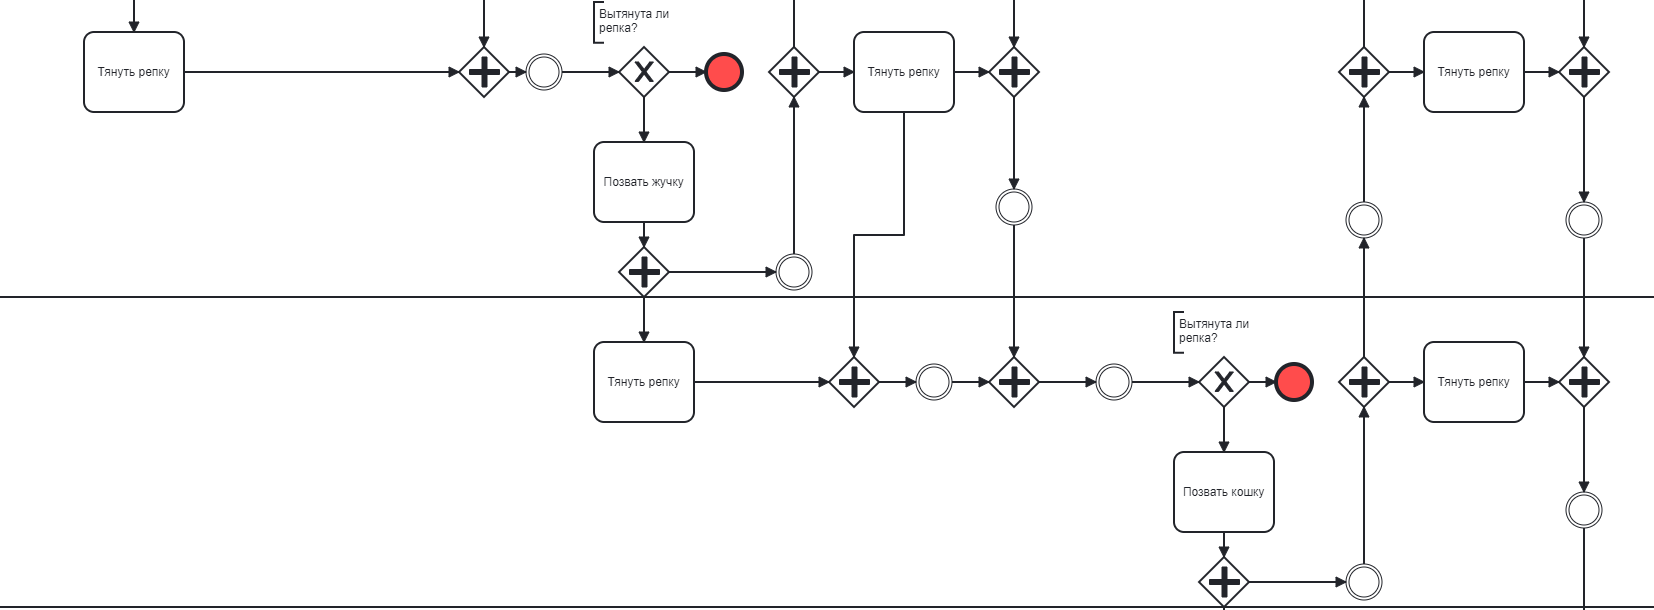 Вытянута ли
репка?
Тянуть репку
Тянуть репку
Тянуть репку
Позвать жучку
Вытянута ли
репка?
Тянуть репку
Тянуть репку
Позвать кошку